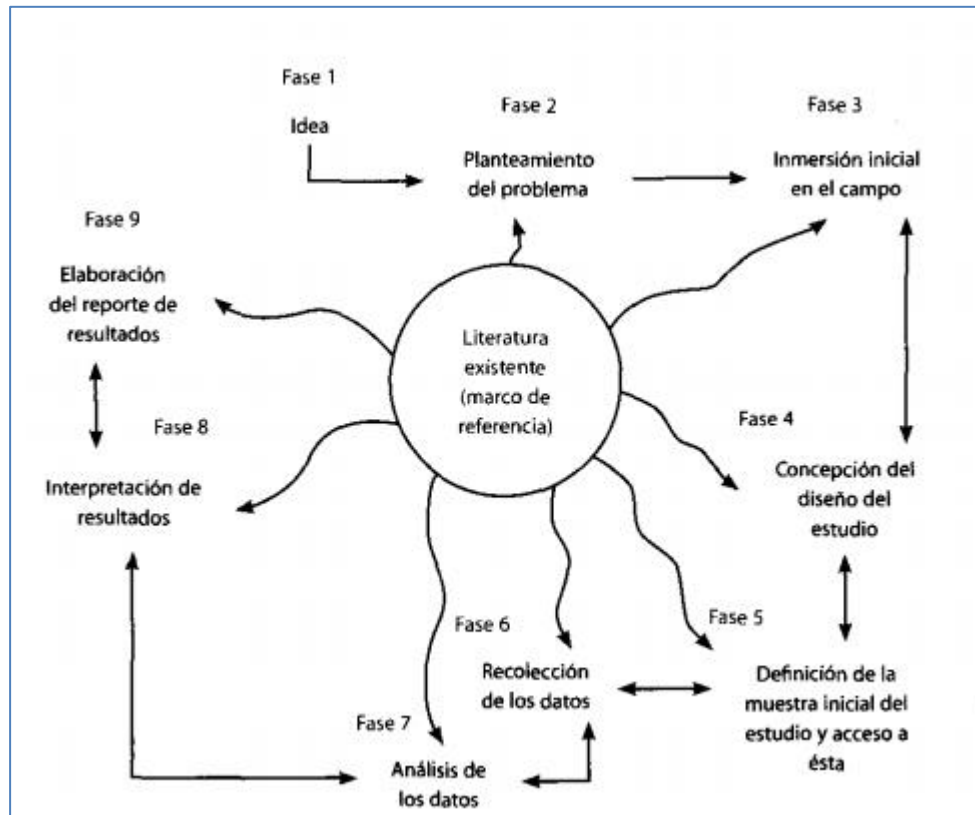 Fase 1
Idea
Fase 2
Planteamiento
del problema
Fase 3
Inmersión inicial
en el campo
Fase 9
Elaboración
del reporte de
resultados
Literatura
existente
(marco de
referencia)
Fase 4
Concepción del
diseño del
estudio
Fase 8
Interpretación de
resultados
Fase 5
Definición de la
muestra inicial del
estudio y acceso a
ésta
Fase 6
Recolección
de los datos
Fase 7
Análisis de
los datos